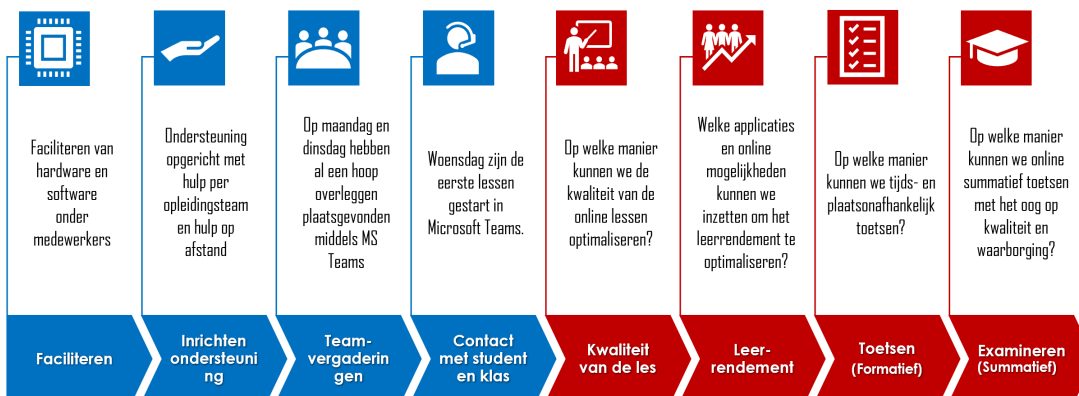 Faciliteren van
hardware en
software
onder
medewerkers
Ondersteuning
opgericht met
hulp per
opleidingsteam
en hulp op
afstand
Op maandag en
dinsdag hebben
al een hoop
overleggen
plaatsgevonden
middels MS
Teams
Woensdag zijn de
eerste lessen
gestart in
Microsoft Teams.
Op welke manier
kunnen we de
kwaliteit van de
online lessen
optimaliseren?
Welke applicaties
en online
mogelijkheden
kunnen we
inzetten om het
leerrendement te
optimaliseren?
Op welke manier
kunnen we tijds- en
plaatsonafhankelijk
toetsen?
Op welke manier
kunnen we online
summatief toetsen
met het oog op
kwaliteit en
waarborging?
Faciliteren
Inrichten
ondersteuni
ng
Team-
vergaderin
gen
Contact
met student
en klas
Kwaliteit
van de les
Leer-
rendement
Toetsen
(Formatief)
Examineren
(Summatief)